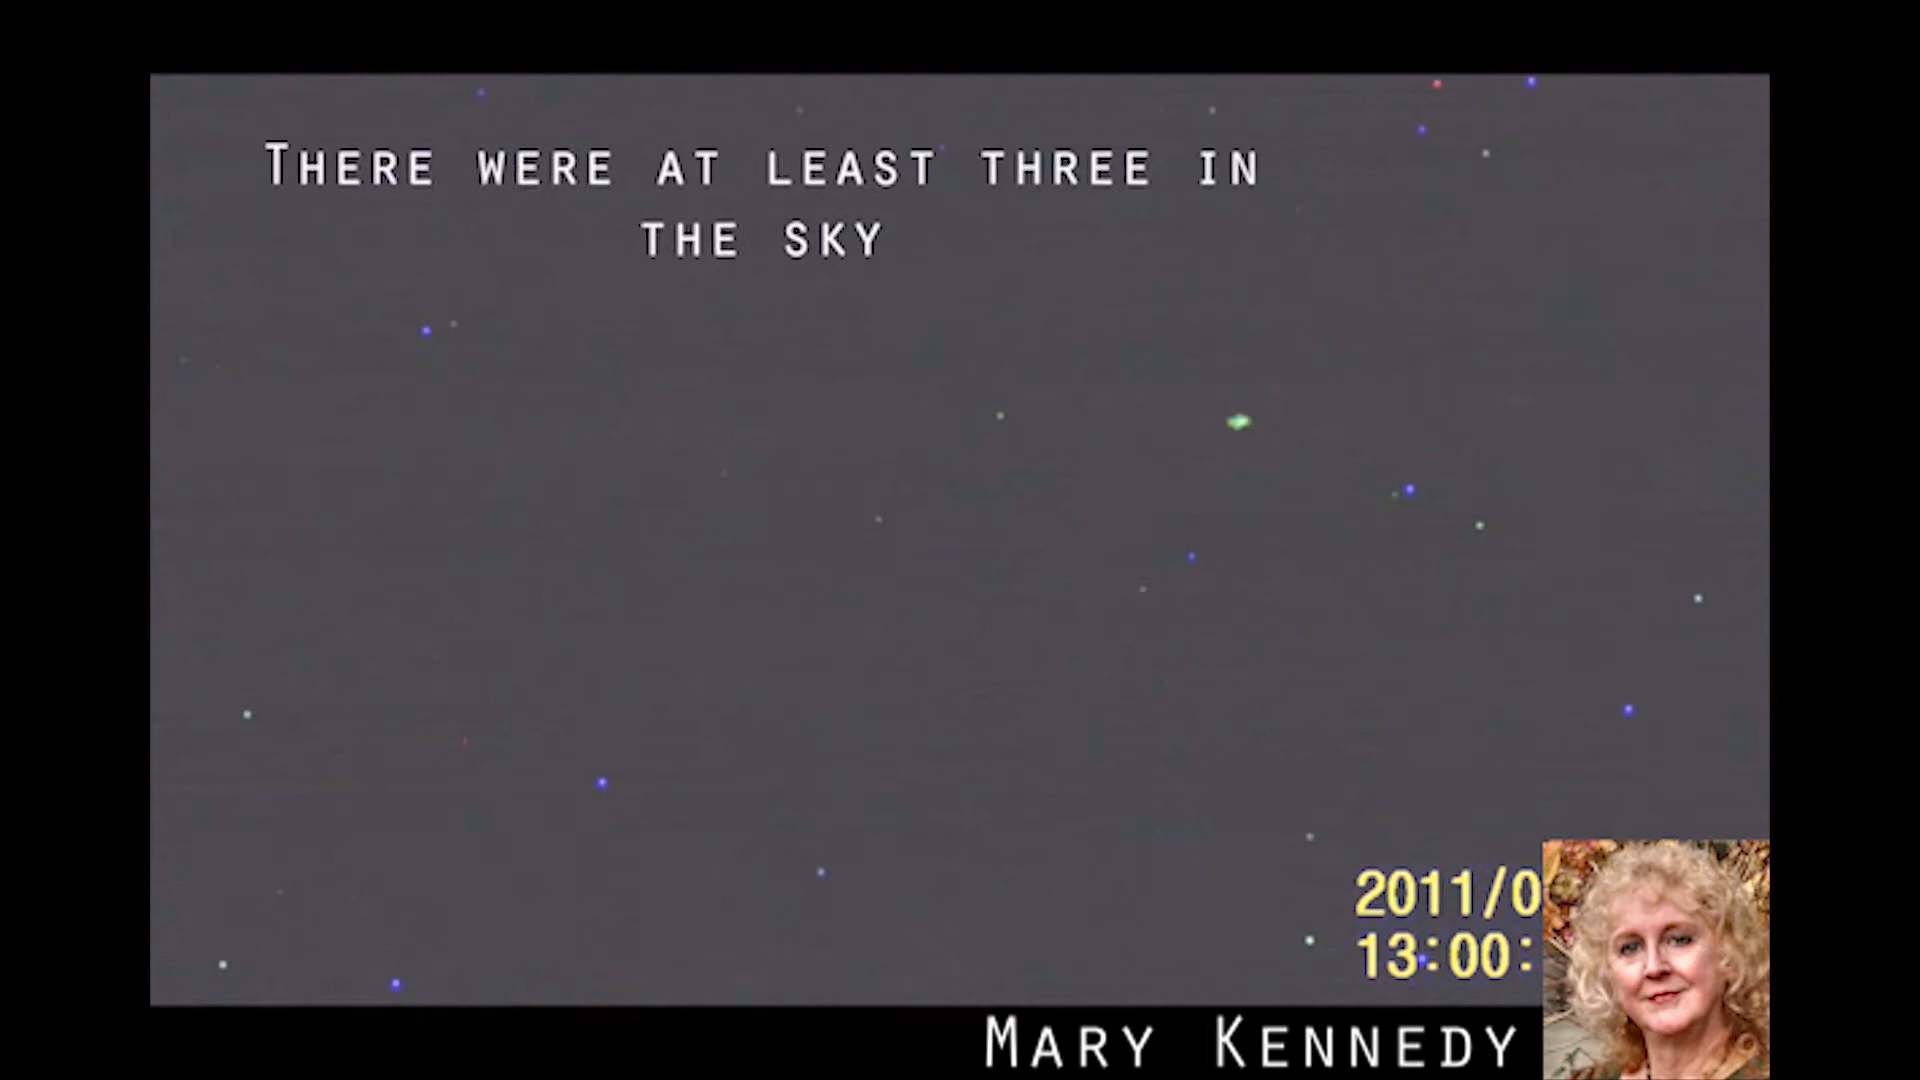 There were at least three in
the sky
2011/0
13:00:
Mary Kennedy